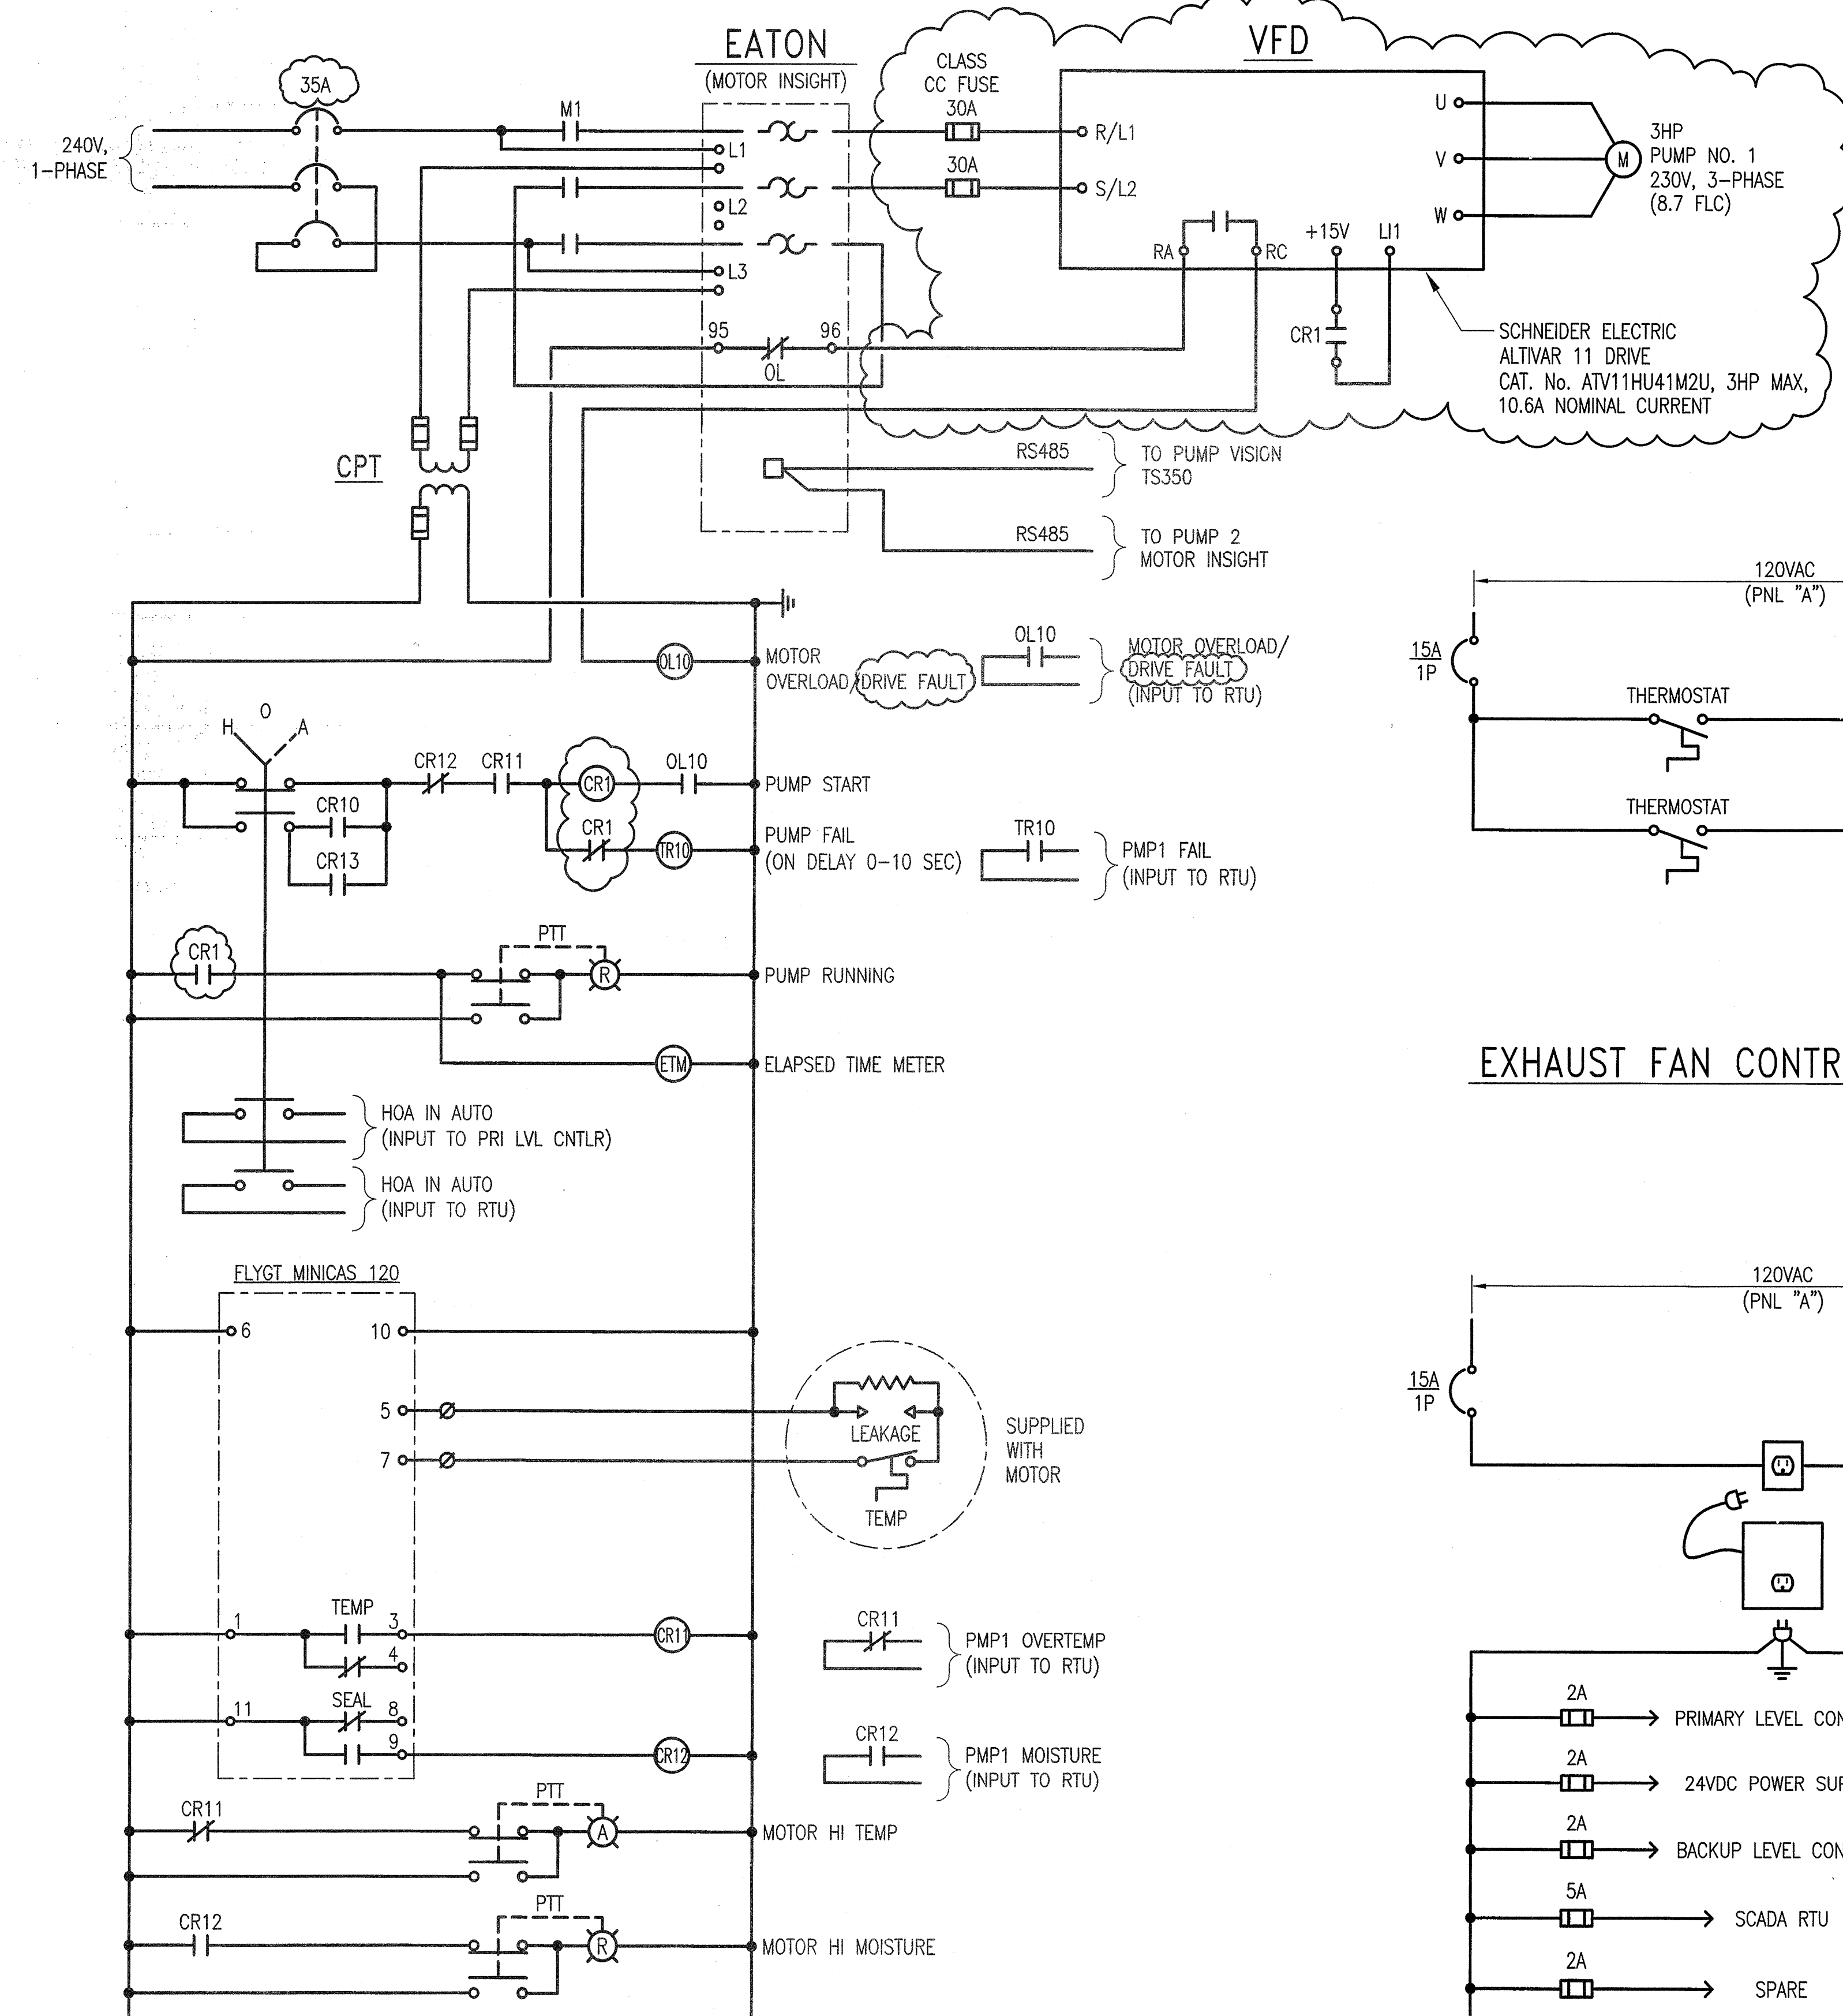 EATON
(MOTOR INSIGHT)
VFD
35A
240V,
1-PHASE
M1
L1
L2
L3
95
96
OL
CLASS
CC FUSE
30A
30A
R/L1
S/L2
U
V
W
M
3HP
PUMP NO. 1
230V, 3-PHASE
(8.7 FLC)
RA
RC
+15V
LI1
CR1
SCHNEIDER ELECTRIC
ALTIVAR 11 DRIVE
CAT. No. ATV11HU41M2U, 3HP MAX,
10.6A NOMINAL CURRENT
CPT
RS485
TO PUMP VISION
TS350
RS485
TO PUMP 2
MOTOR INSIGHT
OL10
MOTOR
OVERLOAD/DRIVE FAULT
OL10
MOTOR OVERLOAD/
DRIVE FAULT
(INPUT TO RTU)
H
O
A
CR12
CR11
CR1
OL10
PUMP START
CR10
CR13
CR1
TR10
PUMP FAIL
(ON DELAY 0-10 SEC)
TR10
PMP1 FAIL
(INPUT TO RTU)
CR1
PTT
R
PUMP RUNNING
ETM
ELAPSED TIME METER
HOA IN AUTO
(INPUT TO PRI LVL CNTLR)
HOA IN AUTO
(INPUT TO RTU)
FLYGT MINICAS 120
6
10
5
7
LEAKAGE
TEMP
SUPPLIED
WITH
MOTOR
1
TEMP
3
4
CR11
CR11
PMP1 OVERTEMP
(INPUT TO RTU)
11
SEAL
8
9
CR12
CR12
PMP1 MOISTURE
(INPUT TO RTU)
CR11
PTT
A
MOTOR HI TEMP
CR12
PTT
R
MOTOR HI MOISTURE
120VAC
(PNL "A")
15A
1P
THERMOSTAT
THERMOSTAT
EXHAUST FAN CONTR
120VAC
(PNL "A")
15A
1P
2A
PRIMARY LEVEL CON
2A
24VDC POWER SUP
2A
BACKUP LEVEL CON
5A
SCADA RTU
2A
SPARE